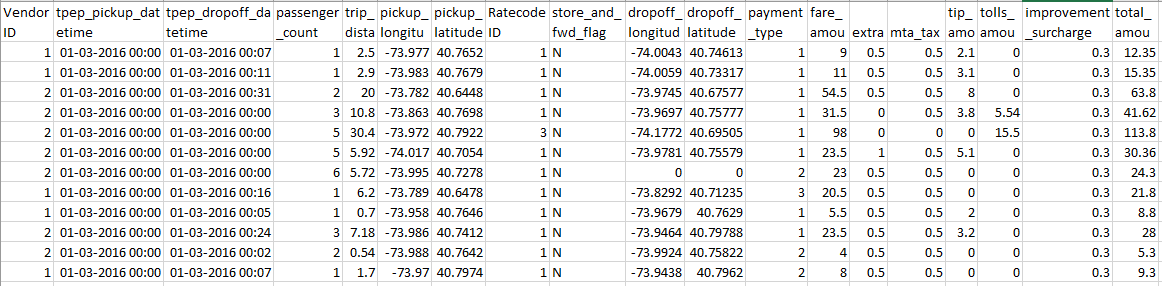 Vendor tpep_pickup_dat tpep_dropoff_da passenger trip_ pickup_ pickup_ Ratecode store_and_ dropoff_ dropoff_ payment fare_ tip_ tolls_ improvement total_
ID etime tetime _count dista longitu latitude ID fwd_flag longitud latitude _type amou extra mta_tax amo amou _surcharge amou
1 01-03-2016 00:00 01-03-2016 00:07 1 2.5 -73.977 40.7652 1 N -74.0043 40.74613 1 9 0.5 0.5 2.1 0 0.3 12.35
1 01-03-2016 00:00 01-03-2016 00:11 1 2.9 -73.983 40.7679 1 N -74.0059 40.73317 1 11 0.5 0.5 3.1 0 0.3 15.35
2 01-03-2016 00:00 01-03-2016 00:31 2 20 -73.782 40.6448 1 N -73.9745 40.67577 1 54.5 0.5 0.5 8 0 0.3 63.8
2 01-03-2016 00:00 01-03-2016 00:00 3 10.8 -73.863 40.7698 1 N -73.9697 40.75777 1 31.5 0 0.5 3.8 5.54 0.3 41.62
2 01-03-2016 00:00 01-03-2016 00:00 5 30.4 -73.972 40.7922 3 N -74.1772 40.69505 1 98 0 0 0 15.5 0.3 113.8
2 01-03-2016 00:00 01-03-2016 00:00 5 5.92 -74.017 40.7054 1 N -73.9781 40.75579 1 23.5 1 0.5 5.1 0 0.3 30.36
2 01-03-2016 00:00 01-03-2016 00:00 6 5.72 -73.995 40.7278 1 N 0 0 2 23 0.5 0.5 0 0 0.3 24.3
1 01-03-2016 00:00 01-03-2016 00:16 1 6.2 -73.789 40.6478 1 N -73.8292 40.71235 3 20.5 0.5 0.5 0 0 0.3 21.8
1 01-03-2016 00:00 01-03-2016 00:05 1 0.7 -73.958 40.7646 1 N -73.9679 40.7629 1 5.5 0.5 0.5 2 0 0.3 8.8
2 01-03-2016 00:00 01-03-2016 00:24 3 7.18 -73.986 40.7412 1 N -73.9464 40.79788 1 23.5 0.5 0.5 3.2 0 0.3 28
2 01-03-2016 00:00 01-03-2016 00:02 2 0.54 -73.988 40.7642 1 N -73.9924 40.75822 2 4 0.5 0.5 0 0 0.3 5.3
1 01-03-2016 00:00 01-03-2016 00:07 1 1.7 -73.97 40.7974 1 N -73.9438 40.7962 2 8 0.5 0.5 0 0 0.3 9.3